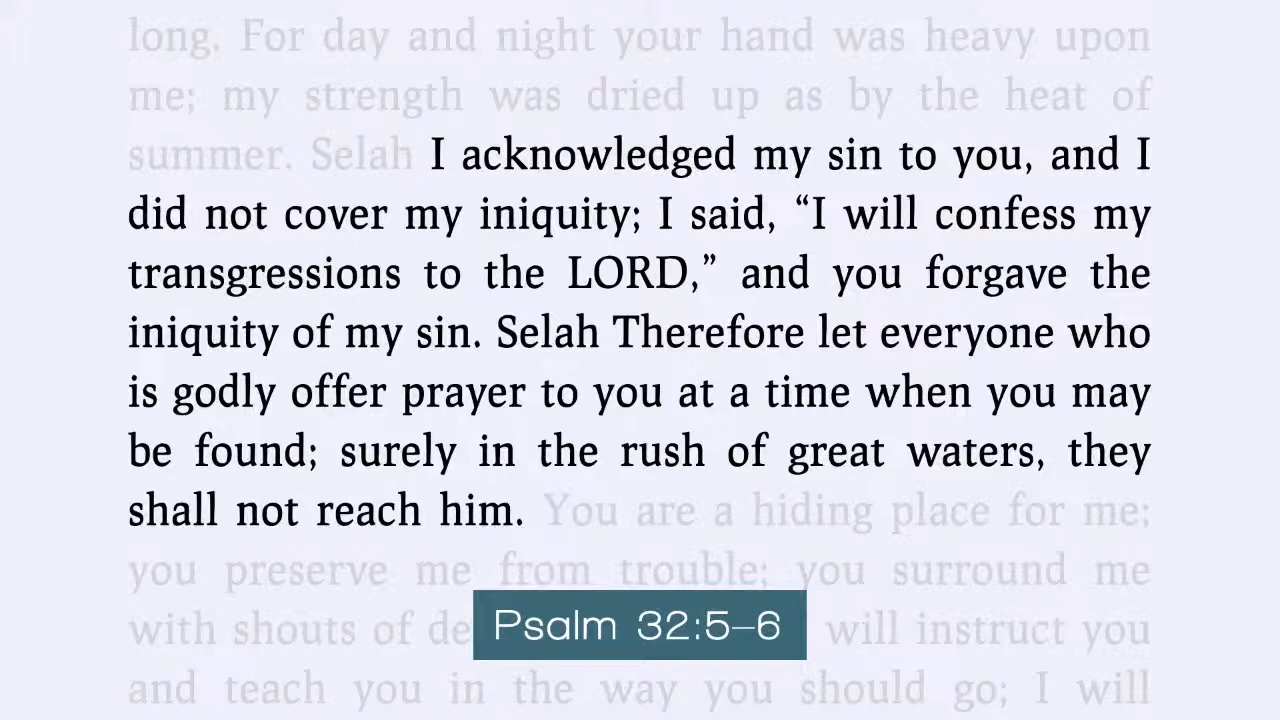 long. For day and night your hand was heavy upon
me; my strength was dried up as by the heat of
summer. Selah I acknowledged my sin to you, and I
did not cover my iniquity; I said, “I will confess my
transgressions to the LORD,” and you forgave the
iniquity of my sin. Selah Therefore let everyone who
is godly offer prayer to you at a time when you may
be found; surely in the rush of great waters, they
shall not reach him. You are a hiding place for me;
you preserve me from trouble; you surround me
with shouts of de will instruct you
Psalm 32:5–6
and teach you in the way you should go; I will